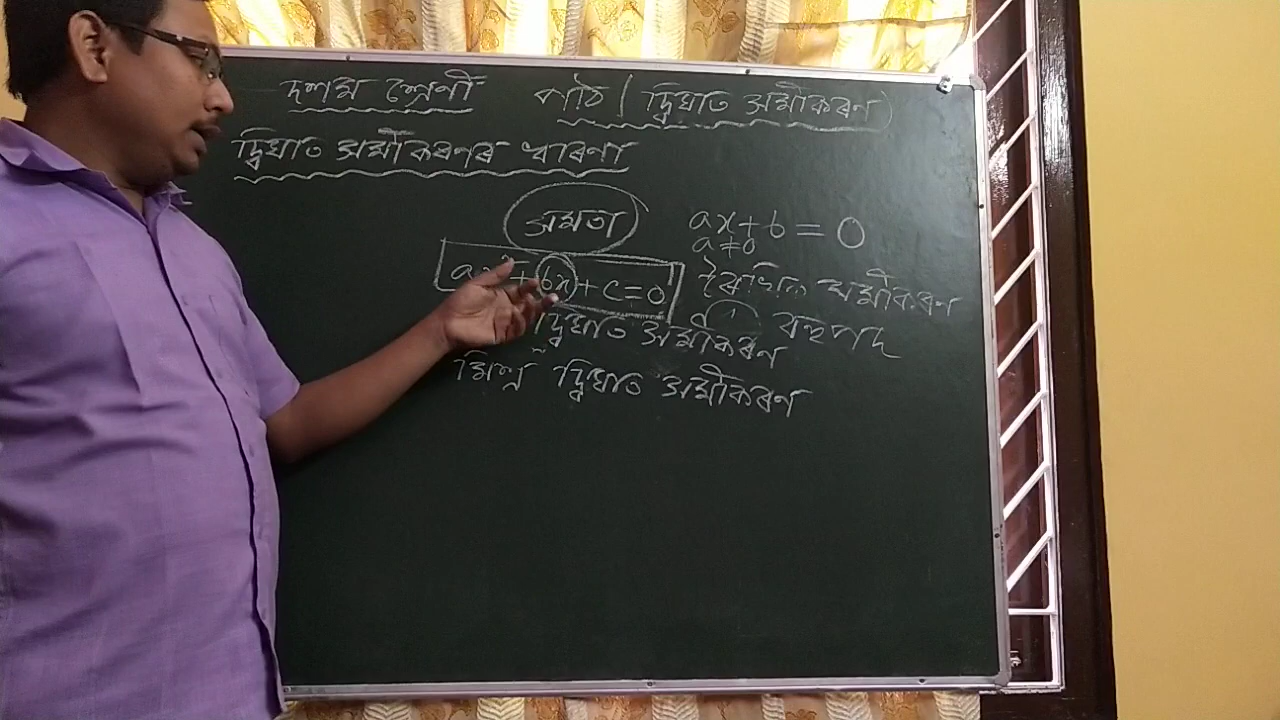 দশম শ্ৰেণী পাঠ (দ্বিঘাত সমীকৰণ)
দ্বিঘাত সমীকৰণৰ ধাৰণা
সমতা
ax + b = 0
a ≠ 0
ax² + bx + c = 0
ৰৈখিক সমীকৰণ
দ্বিঘাত সমীকৰণ
বহুপদ
মিশ্ৰ দ্বিঘাত সমীকৰণ